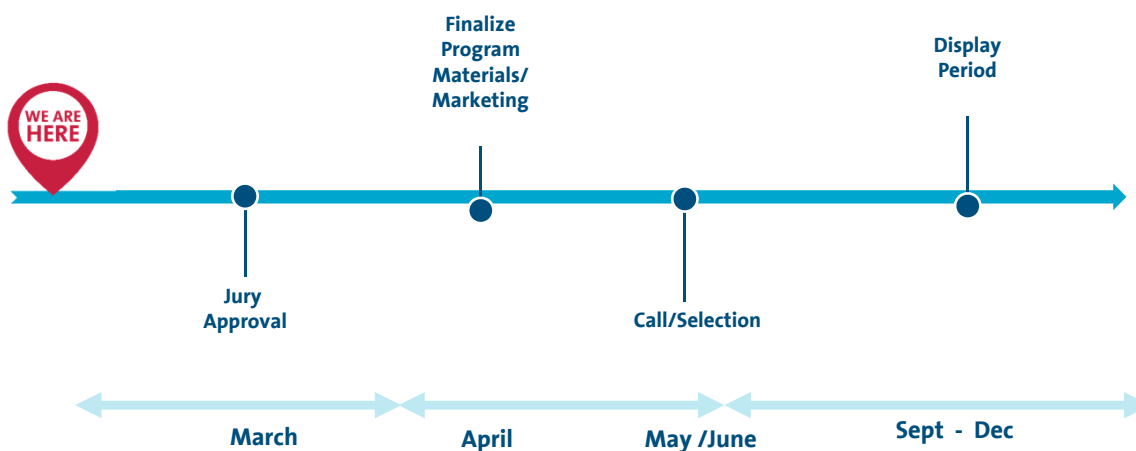 Finalize
Program
Materials/
Marketing
Display
Period
WE ARE
HERE
Jury
Approval
Call/Selection
March
April
May /June
Sept - Dec